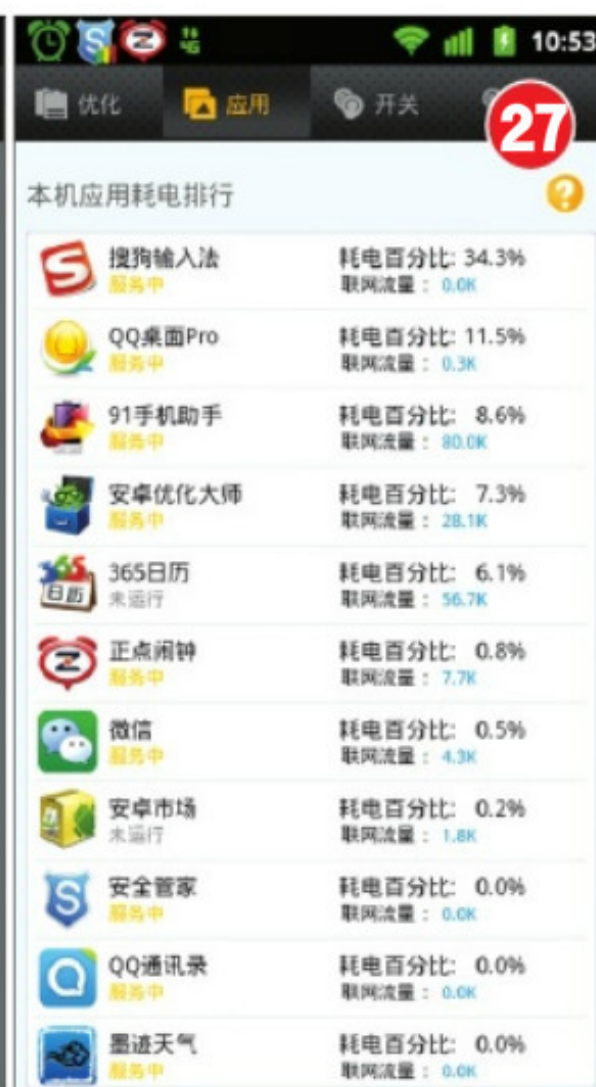 4G 10:53
优化 应用 开关
27
本机应用耗电排行 ?
搜狗输入法 耗电百分比: 34.3%
服务中 联网流量: 0.0K
QQ桌面Pro 耗电百分比: 11.5%
服务中 联网流量: 0.3K
91手机助手 耗电百分比: 8.6%
服务中 联网流量: 80.0K
安卓优化大师 耗电百分比: 7.3%
服务中 联网流量: 28.1K
365日历 耗电百分比: 6.1%
未运行 联网流量: 56.7K
正点闹钟 耗电百分比: 0.8%
服务中 联网流量: 7.7K
微信 耗电百分比: 0.5%
服务中 联网流量: 4.3K
安卓市场 耗电百分比: 0.2%
未运行 联网流量: 1.8K
安全管家 耗电百分比: 0.0%
服务中 联网流量: 0.0K
QQ通讯录 耗电百分比: 0.0%
服务中 联网流量: 0.0K
墨迹天气 耗电百分比: 0.0%
服务中 联网流量: 0.0K